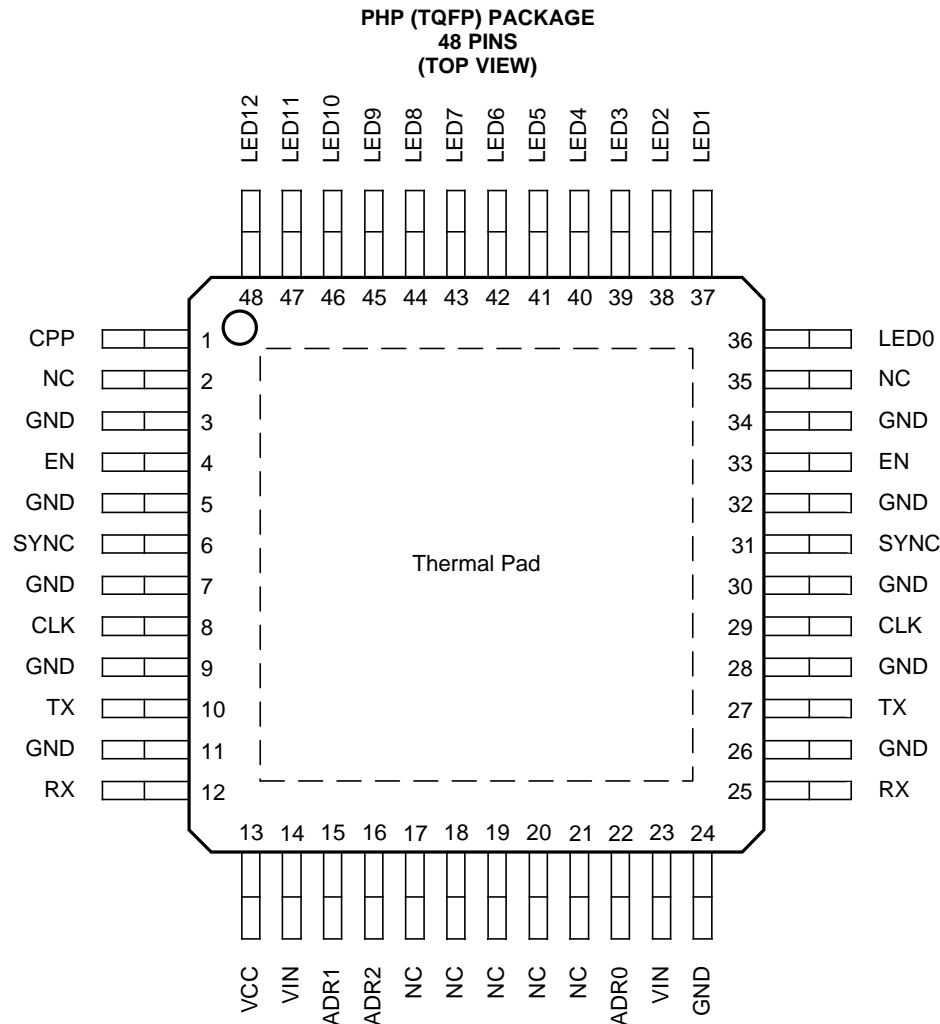 PHP (TQFP) PACKAGE
48 PINS
(TOP VIEW)
LED12 LED11 LED10 LED9 LED8 LED7 LED6 LED5 LED4 LED3 LED2 LED1
48 47 46 45 44 43 42 41 40 39 38 37
CPP 1 36 LED0
NC 2 35 NC
GND 3 34 GND
EN 4 33 EN
GND 5 32 GND
SYNC 6 31 SYNC
Thermal Pad
GND 7 30 GND
CLK 8 29 CLK
GND 9 28 GND
TX 10 27 TX
GND 11 26 GND
RX 12 25 RX
13 14 15 16 17 18 19 20 21 22 23 24
VCC VIN ADR1 ADR2 NC NC NC NC NC ADR0 VIN GND